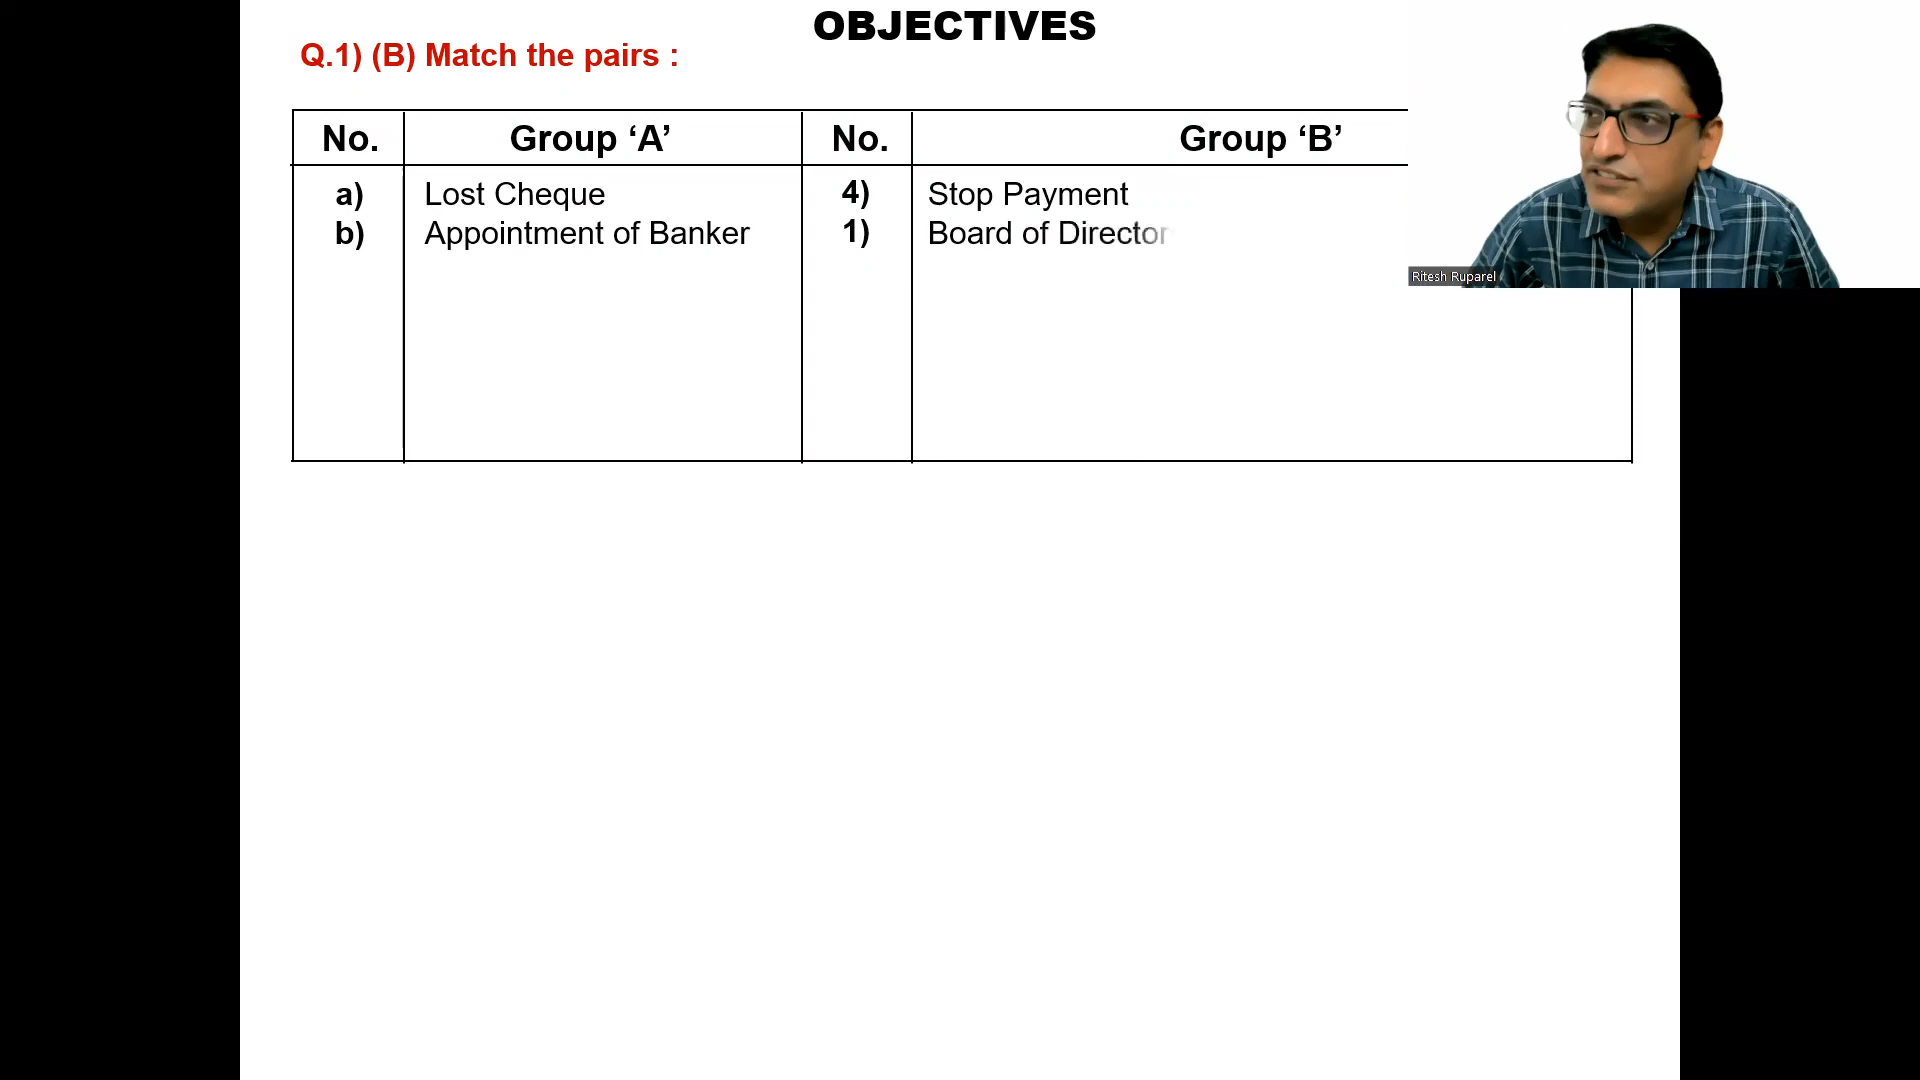 OBJECTIVES
Q.1) (B) Match the pairs :
No. Group ‘A’ No. Group ‘B’
a) Lost Cheque 4) Stop Payment
b) Appointment of Banker 1) Board of Director
Ritesh Ruparel